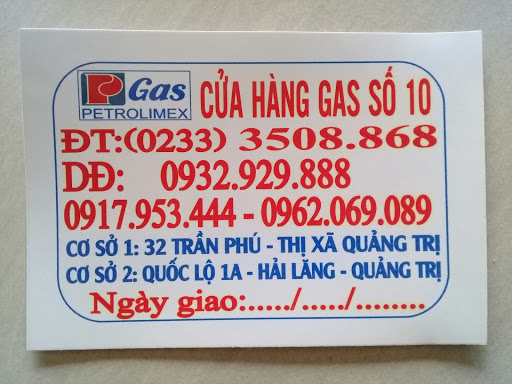 Gas
PETROLIMEX
CỬA HÀNG GAS SỐ 10
ĐT:(0233) 3508.868
DĐ: 0932.929.888
0917.953.444 - 0962.069.089
CƠ SỞ 1: 32 TRẦN PHÚ - THỊ XÃ QUẢNG TRỊ
CƠ SỞ 2: QUỐC LỘ 1A - HẢI LĂNG - QUẢNG TRỊ
Ngày giao:...../...../........